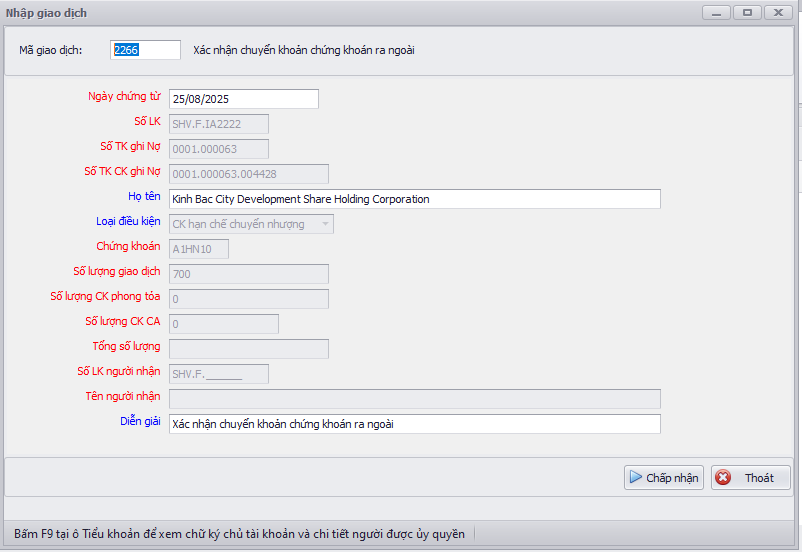 Nhập giao dịch
Mã giao dịch: 2266 Xác nhận chuyển khoản chứng khoán ra ngoài
Ngày chứng từ 25/08/2025
Số LK SHV.F.IA2222
Số TK ghi Nợ 0001.000063
Số TK CK ghi Nợ 0001.000063.004428
Họ tên Kinh Bac City Development Share Holding Corporation
Loại điều kiện CK hạn chế chuyển nhượng
Chứng khoán A1HN10
Số lượng giao dịch 700
Số lượng CK phong tỏa 0
Số lượng CK CA 0
Tổng số lượng
Số LK người nhận SHV.F.______
Tên người nhận
Diễn giải Xác nhận chuyển khoản chứng khoán ra ngoài
Chấp nhận Thoát
Bấm F9 tại ô Tiểu khoản để xem chữ ký chủ tài khoản và chi tiết người được ủy quyền